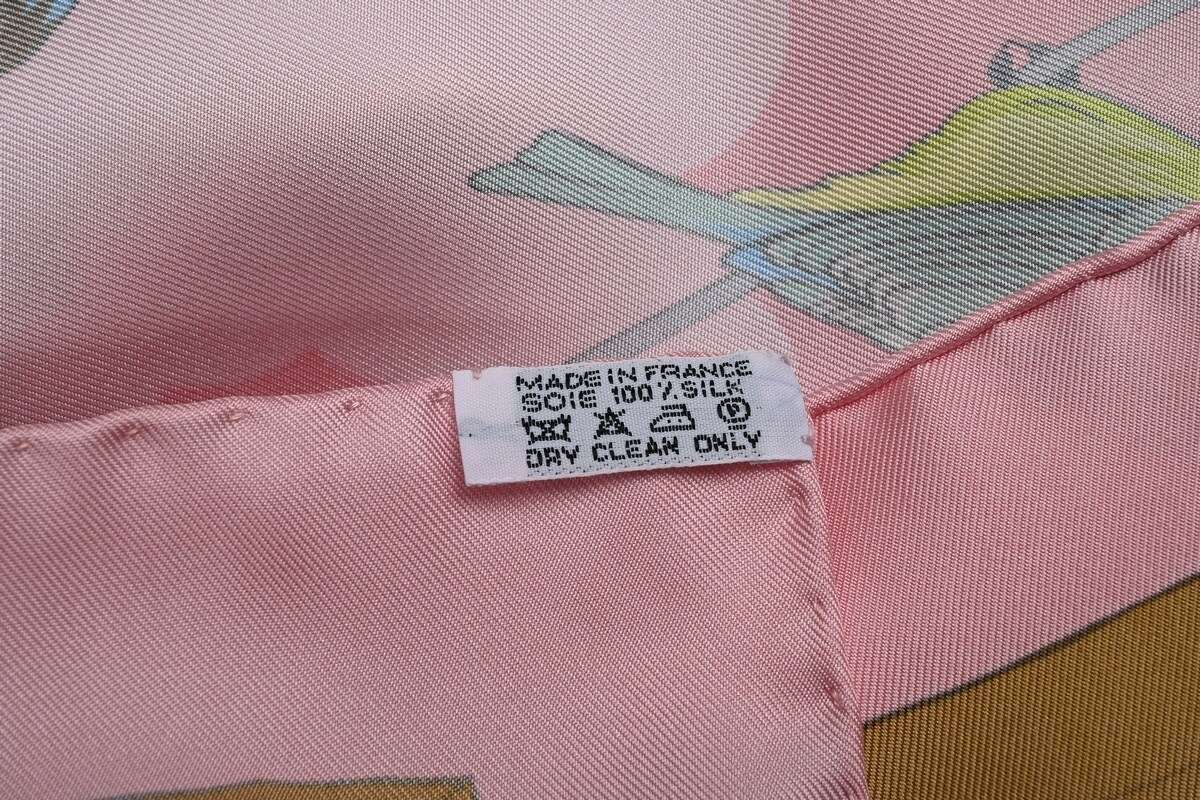 MADE IN FRANCE
SOIE 100% SILK
DRY CLEAN ONLY